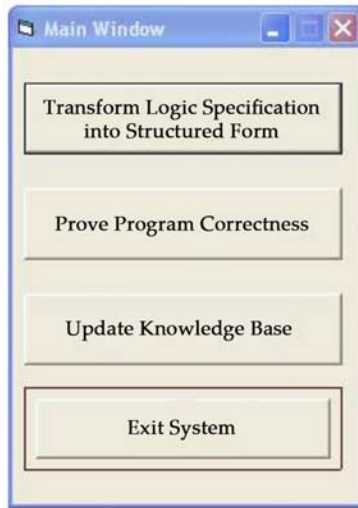 Main Window
Transform Logic Specification
into Structured Form
Prove Program Correctness
Update Knowledge Base
Exit System